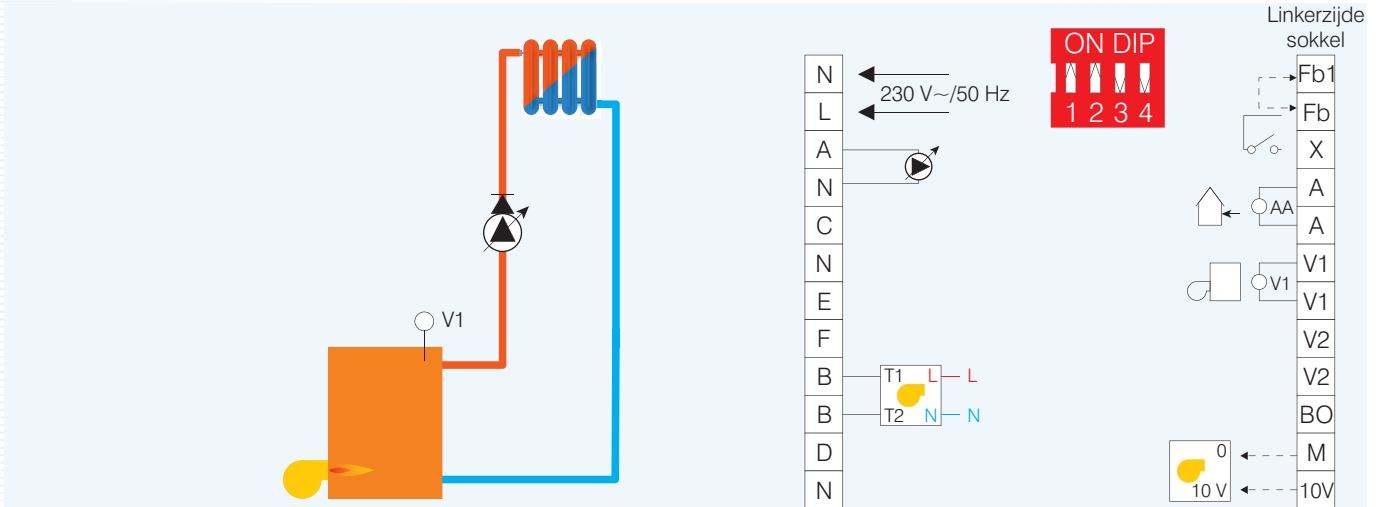 Linkerzijde
sokkel
V1
N
L
A
N
C
N
E
F
B
B
D
N
230 V~/50 Hz
T1 L L
T2 N N
ON DIP
1 2 3 4
Fb1
Fb
X
A
A
V1
V1
V2
V2
BO
M
10V
AA
V1
0
10 V